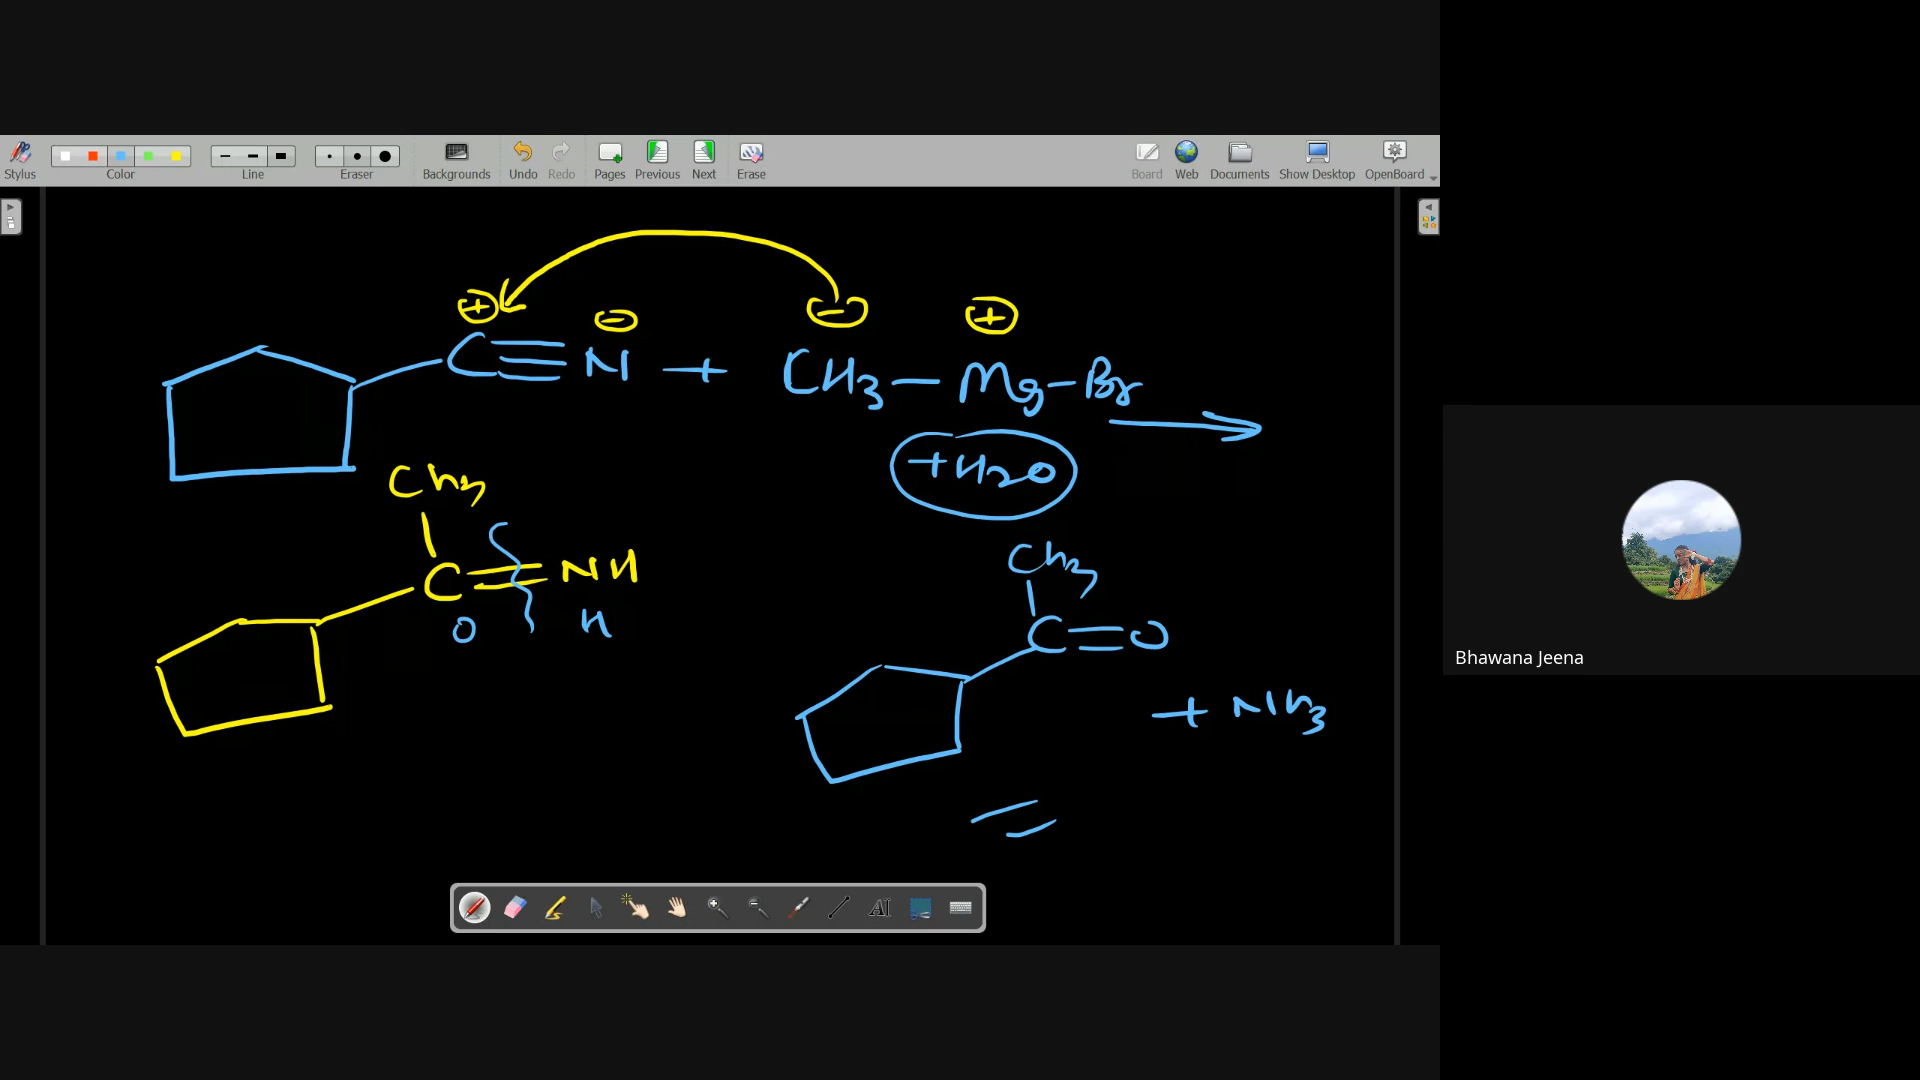 Stylus Color Line Eraser Backgrounds Undo Redo Pages Previous Next Erase Board Web Documents Show Desktop OpenBoard
+ - - +
C≡N + CH3-Mg-Br
+H2O
CH3
C=NH
O H
CH3
C=O
+ NH3
Bhawana Jeena
AI